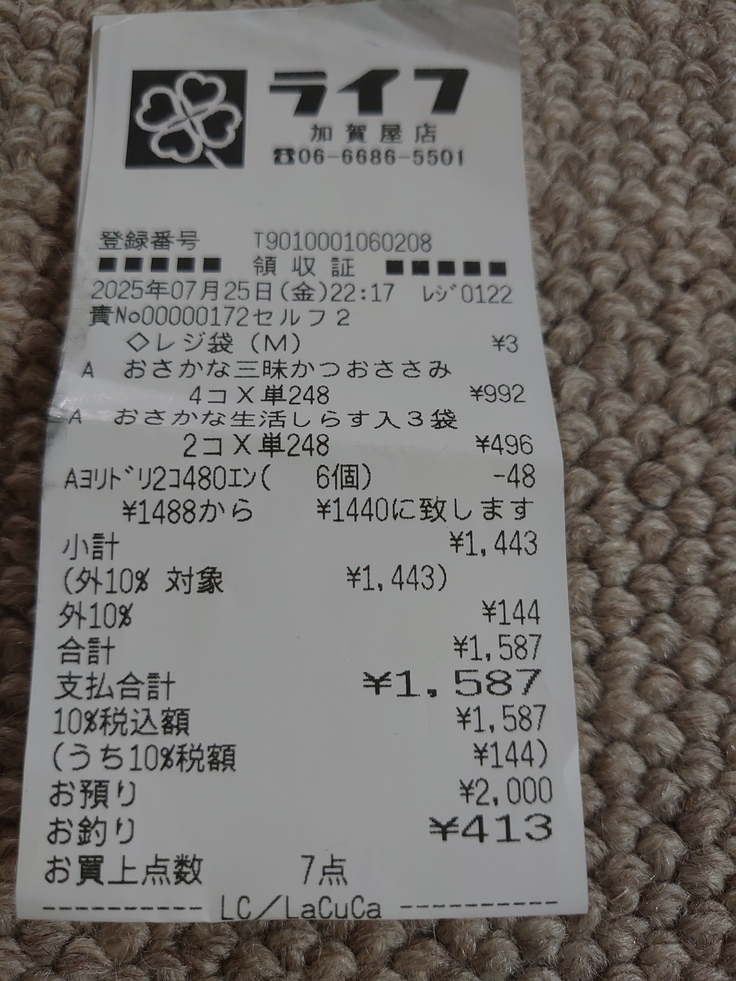 ライフ
加賀屋店
☎06-6686-5501
登録番号 T9010001060208
■■■■■ 領収証 ■■■■■
2025年07月25日(金)22:17 レジ0122
責No00000172セルフ2
◇レジ袋(M) ¥3
A おさかな三昧かつおささみ
4コX単248 ¥992
A おさかな生活しらす入3袋
2コX単248 ¥496
Aヨリドリ2コ480エン( 6個) -48
¥1488から ¥1440に致します
小計 ¥1,443
(外10% 対象 ¥1,443)
外10% ¥144
合計 ¥1,587
支払合計 ¥1,587
10%税込額 ¥1,587
(うち10%税額 ¥144)
お預り ¥2,000
お釣り ¥413
お買上点数 7点
---------- LC/LaCuCa ----------